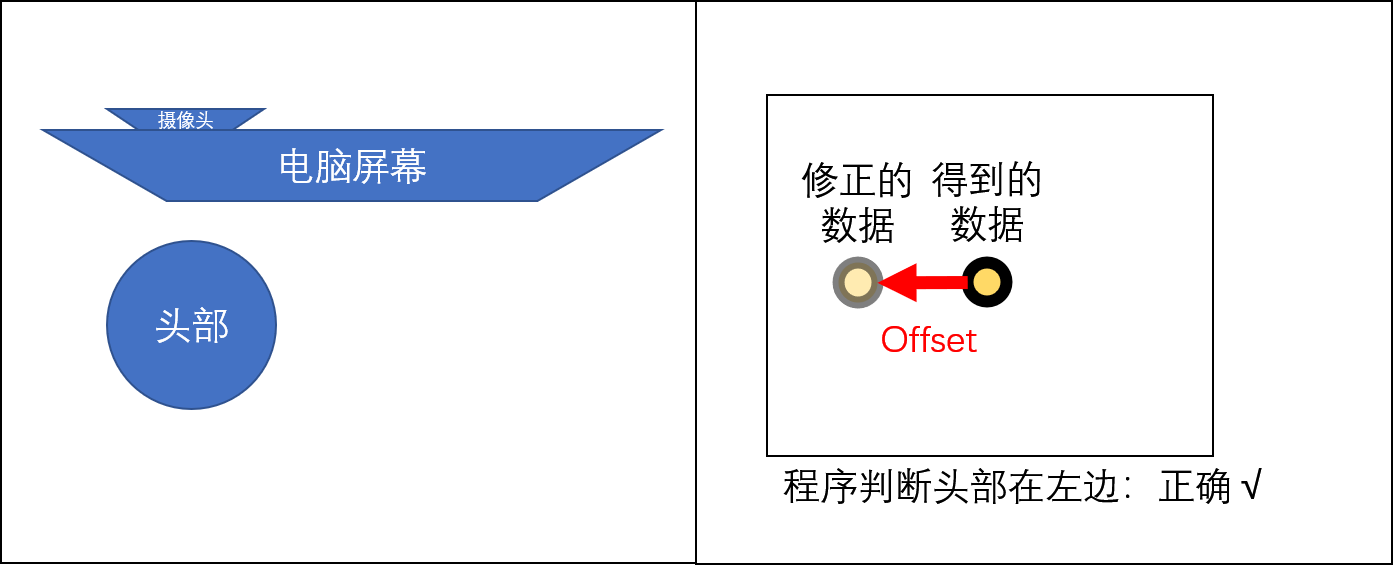 摄像头
电脑屏幕
头部
修正的
数据
得到的
数据
Offset
程序判断头部在左边：正确 √